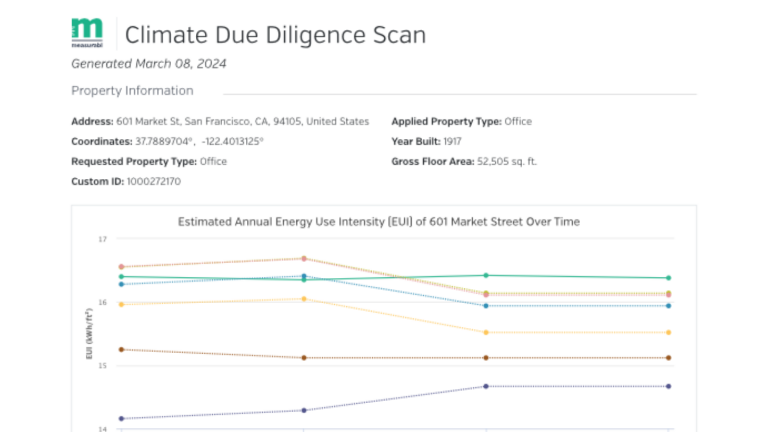 m
measurabl
Climate Due Diligence Scan
Generated March 08, 2024
Property Information
Address: 601 Market St, San Francisco, CA, 94105, United States
Applied Property Type: Office
Coordinates: 37.7889704°, -122.4013125°
Year Built: 1917
Requested Property Type: Office
Gross Floor Area: 52,505 sq. ft.
Custom ID: 1000272170
Estimated Annual Energy Use Intensity (EUI) of 601 Market Street Over Time
17
16
15
14
EUI (kWh/ft²)